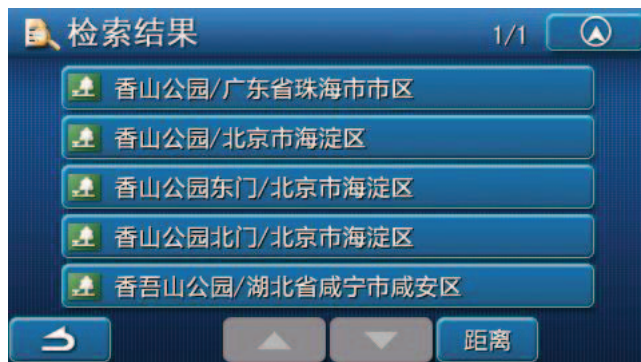 检索结果 1/1
香山公园/广东省珠海市市区
香山公园/北京市海淀区
香山公园东门/北京市海淀区
香山公园北门/北京市海淀区
香吾山公园/湖北省咸宁市咸安区
距离